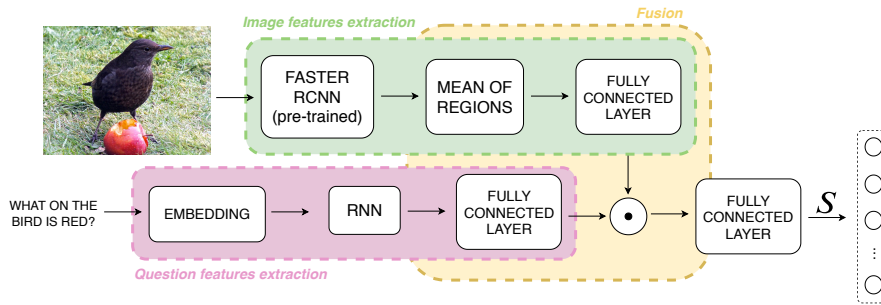 Image features extraction
Fusion
FASTER
RCNN
(pre-trained)
MEAN OF
REGIONS
FULLY
CONNECTED
LAYER
WHAT ON THE
BIRD IS RED?
EMBEDDING
RNN
FULLY
CONNECTED
LAYER
FULLY
CONNECTED
LAYER
S
...
Question features extraction